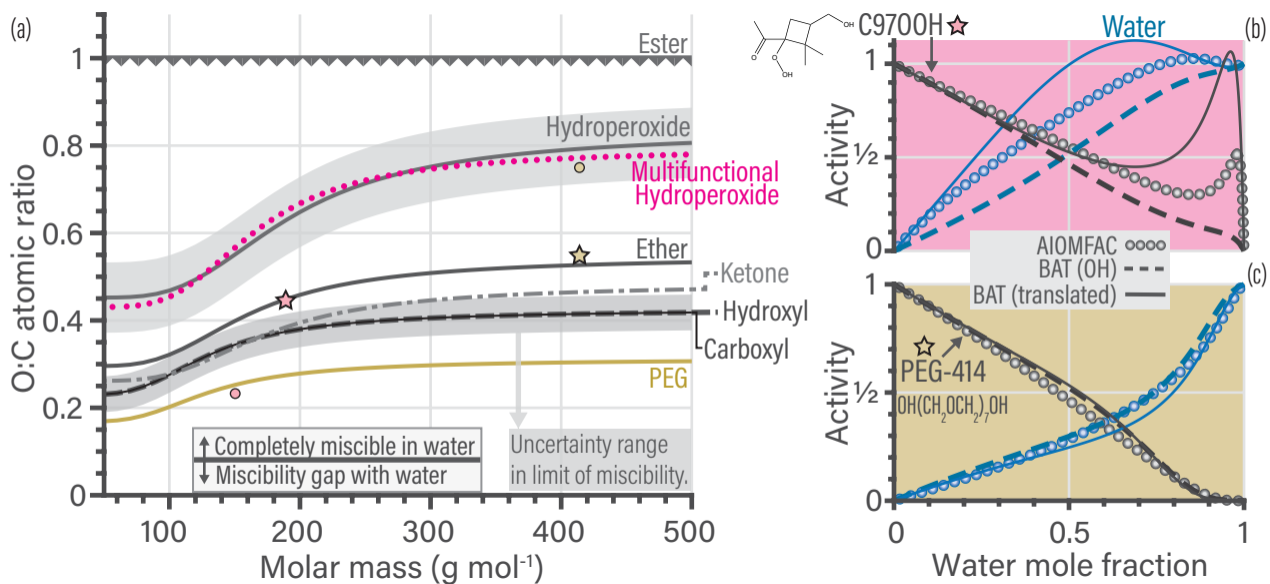 (a)
O:C atomic ratio
1
0.8
0.6
0.4
0.2
0
100
200
300
400
500
Molar mass (g mol⁻¹)
Ester
Hydroperoxide
Multifunctional
Hydroperoxide
Ether
Ketone
Hydroxyl
Carboxyl
PEG
Completely miscible in water
Miscibility gap with water
Uncertainty range
in limit of miscibility.
O
O
OH
OH
C97OOH
Water
(b)
Activity
1
½
0
AIOMFAC
BAT (OH)
BAT (translated)
(c)
Activity
1
½
0
PEG-414
OH(CH₂OCH₂)₇OH
0
0.5
1
Water mole fraction